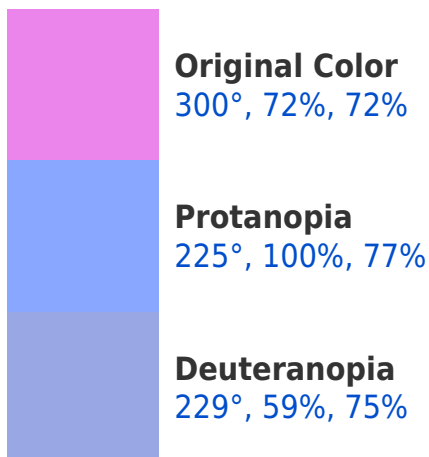 Original Color
300°, 72%, 72%
Protanopia
225°, 100%, 77%
Deuteranopia
229°, 59%, 75%